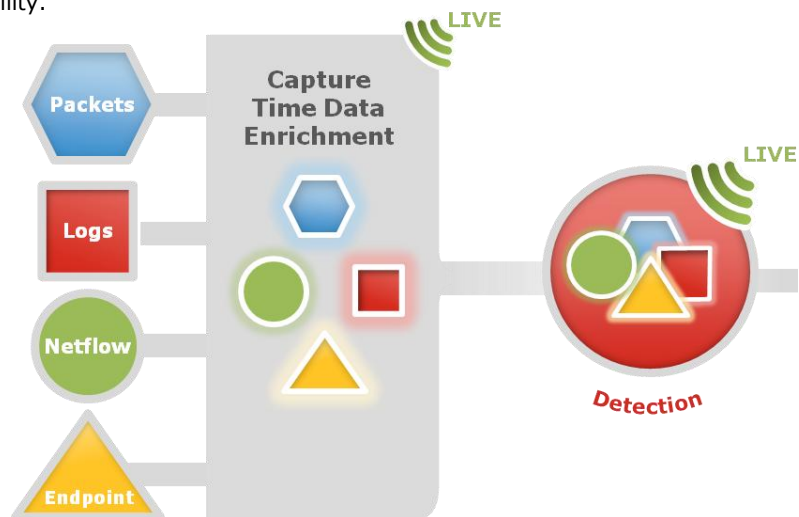 LIVE
Capture
Time Data
Enrichment
Packets
LIVE
Logs
Netflow
Detection
Endpoint